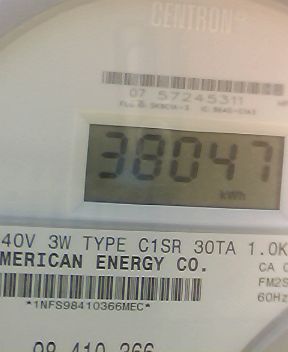 CENTRON®
07 57245311
38047
kWh
40V 3W TYPE C1SR 30TA 1.0K
MERICAN ENERGY CO.
CA 0
FM2S
60Hz
*1NFS98410366MEC*
98 410 366